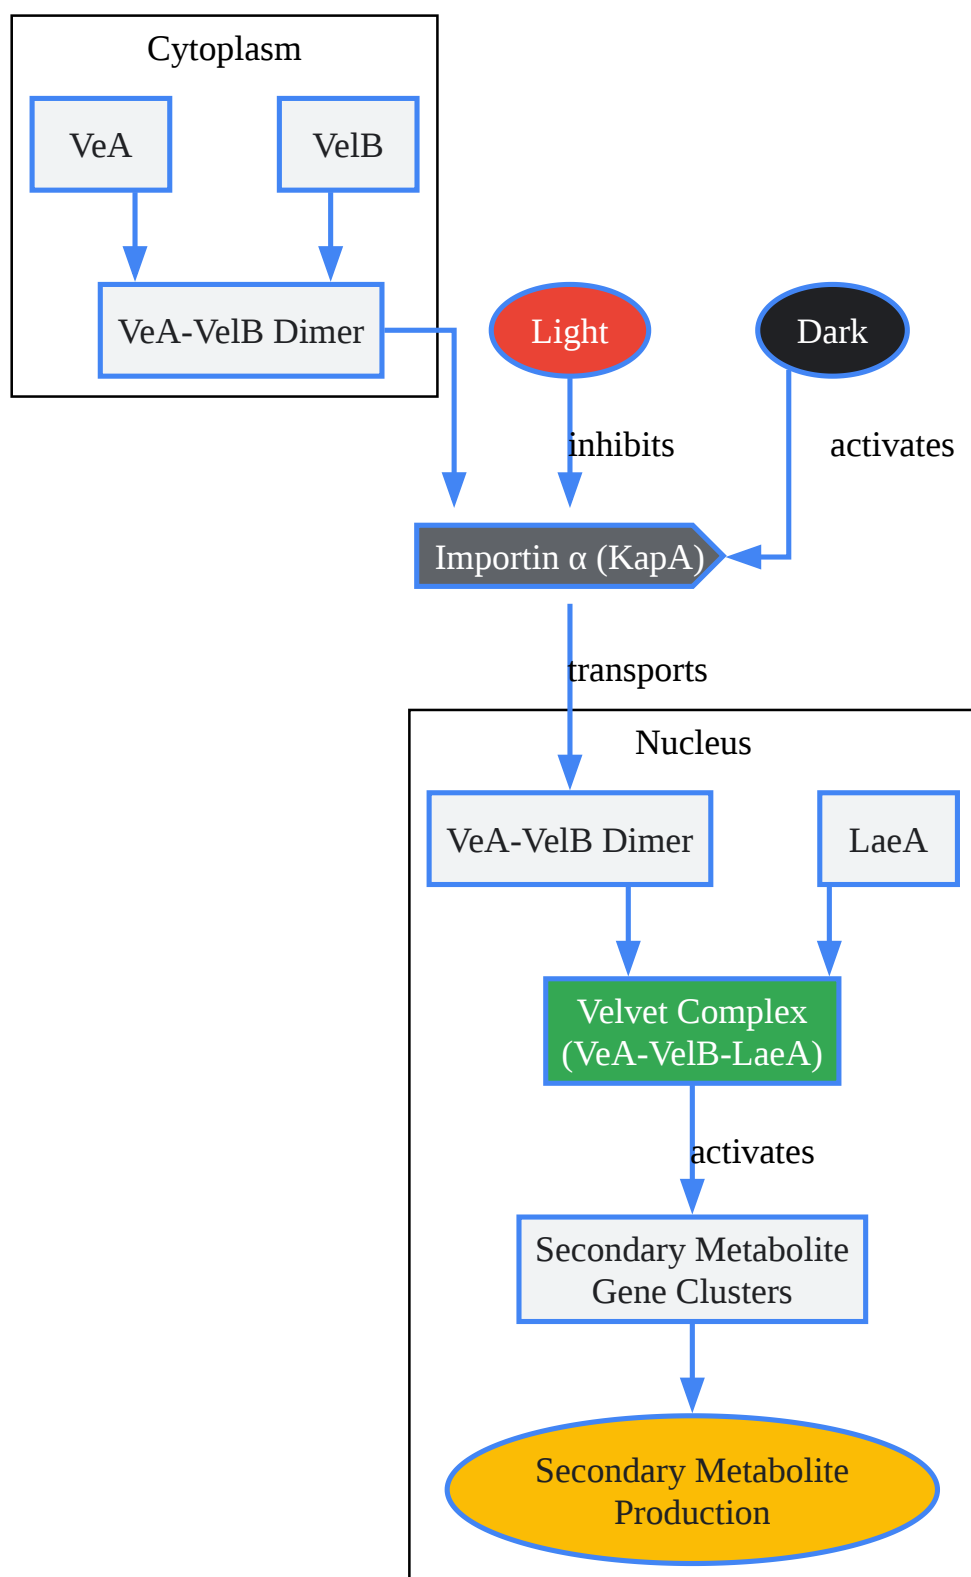 Cytoplasm
VeA
VelB
VeA-VelB Dimer
Light
Dark
inhibits
activates
Importin α (KapA)
transports
Nucleus
VeA-VelB Dimer
LaeA
Velvet Complex
(VeA-VelB-LaeA)
activates
Secondary Metabolite
Gene Clusters
Secondary Metabolite
Production